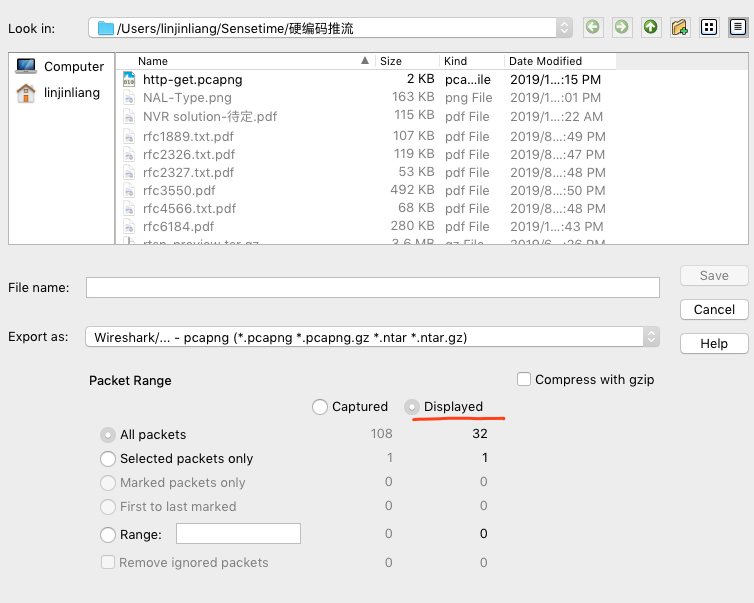 Look in: /Users/linjinliang/Sensetime/硬编码推流
Computer
linjinliang
Name Size Kind Date Modified
http-get.pcapng 2 KB pca...ile 2019/1...:15 PM
NAL-Type.png 163 KB png File 2019/1...:01 PM
NVR solution-待定.pdf 115 KB pdf File 2019/1...:22 AM
rfc1889.txt.pdf 107 KB pdf File 2019/8...:49 PM
rfc2326.txt.pdf 119 KB pdf File 2019/8...:47 PM
rfc2327.txt.pdf 53 KB pdf File 2019/8...:48 PM
rfc3550.pdf 492 KB pdf File 2019/8...:50 PM
rfc4566.txt.pdf 68 KB pdf File 2019/8...:48 PM
rfc6184.pdf 280 KB pdf File 2019/1...:43 PM
rtsp-preview.tar.gz 3.6 MB gz File 2019/6...:26 PM
File name:
Save
Cancel
Export as: Wireshark/... - pcapng (*.pcapng *.pcapng.gz *.ntar *.ntar.gz)
Help
Packet Range
Compress with gzip
Captured Displayed
All packets 108 32
Selected packets only 1 1
Marked packets only 0 0
First to last marked 0 0
Range: 0 0
Remove ignored packets 0 0